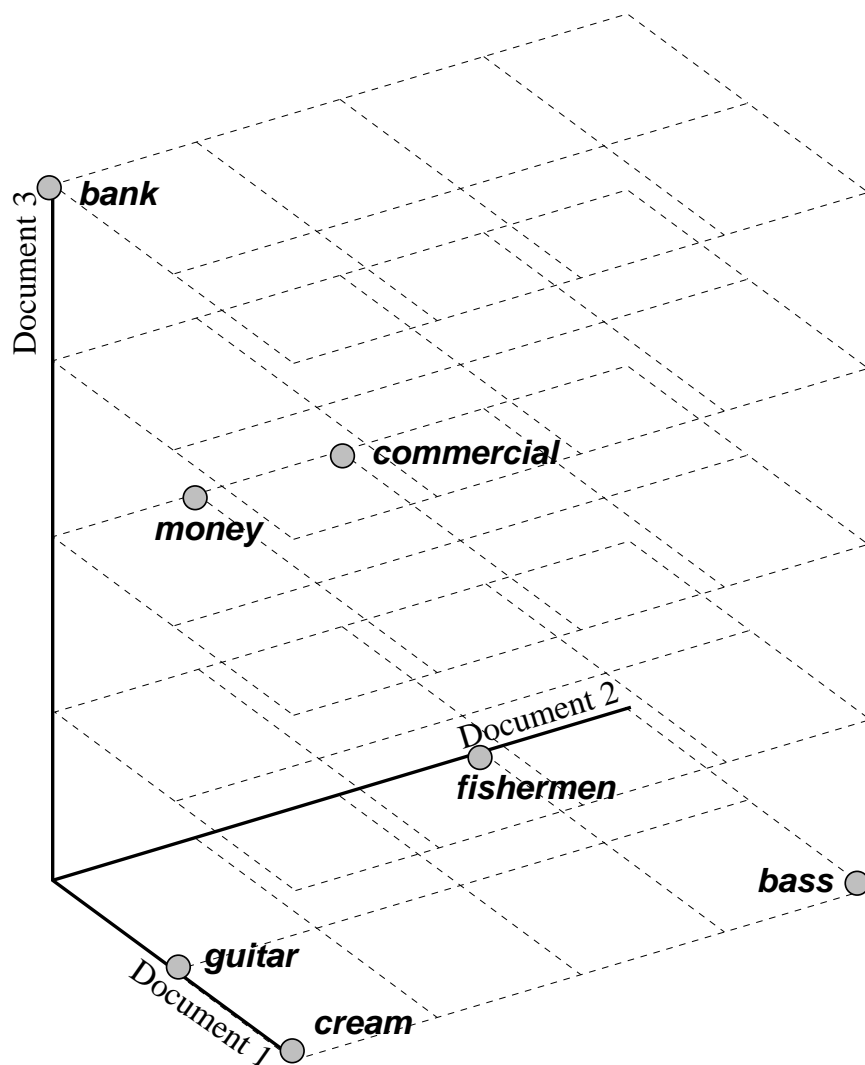 bank
Document 3
commercial
money
Document 2
fishermen
bass
guitar
Document 1
cream